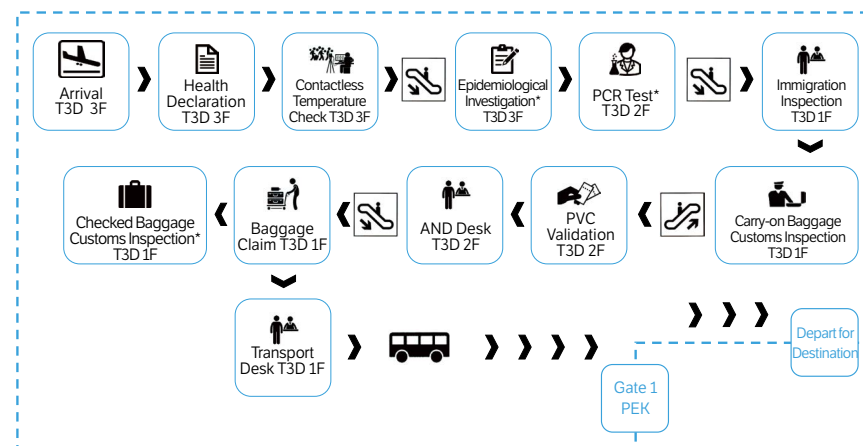 Arrival
T3D 3F
Health
Declaration
T3D 3F
Contactless
Temperature
Check T3D 3F
Epidemiological
Investigation*
T3D 3F
PCR Test*
T3D 2F
Immigration
Inspection
T3D 1F
Checked Baggage
Customs Inspection*
T3D 1F
Baggage
Claim T3D 1F
AND Desk
T3D 2F
PVC
Validation
T3D 2F
Carry-on Baggage
Customs Inspection
T3D 1F
Transport
Desk T3D 1F
Gate 1
PEK
Depart for
Destination